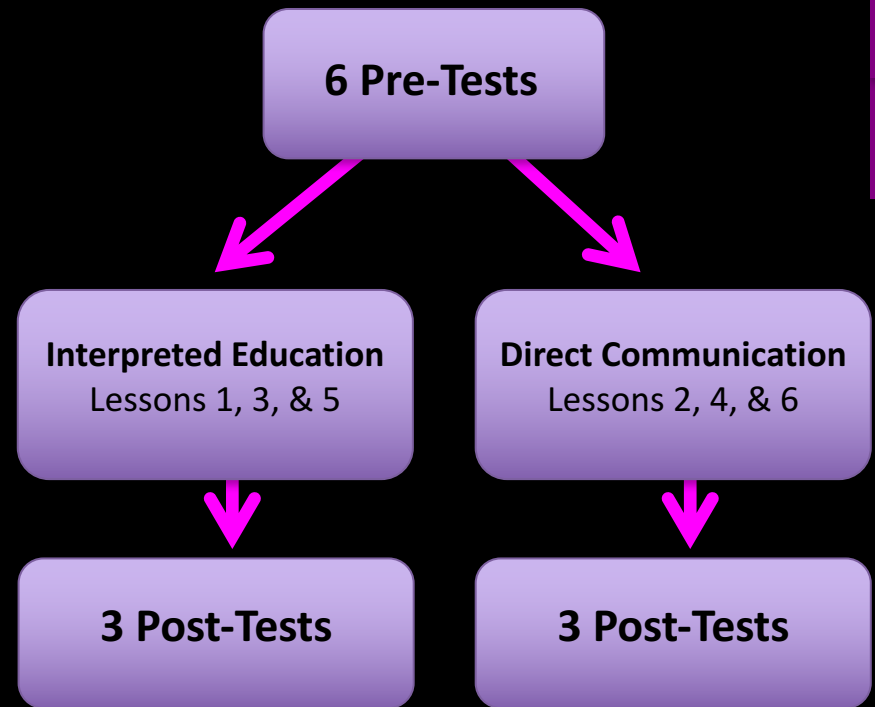 6 Pre-Tests
Interpreted Education
Lessons 1, 3, & 5
Direct Communication
Lessons 2, 4, & 6
3 Post-Tests
3 Post-Tests